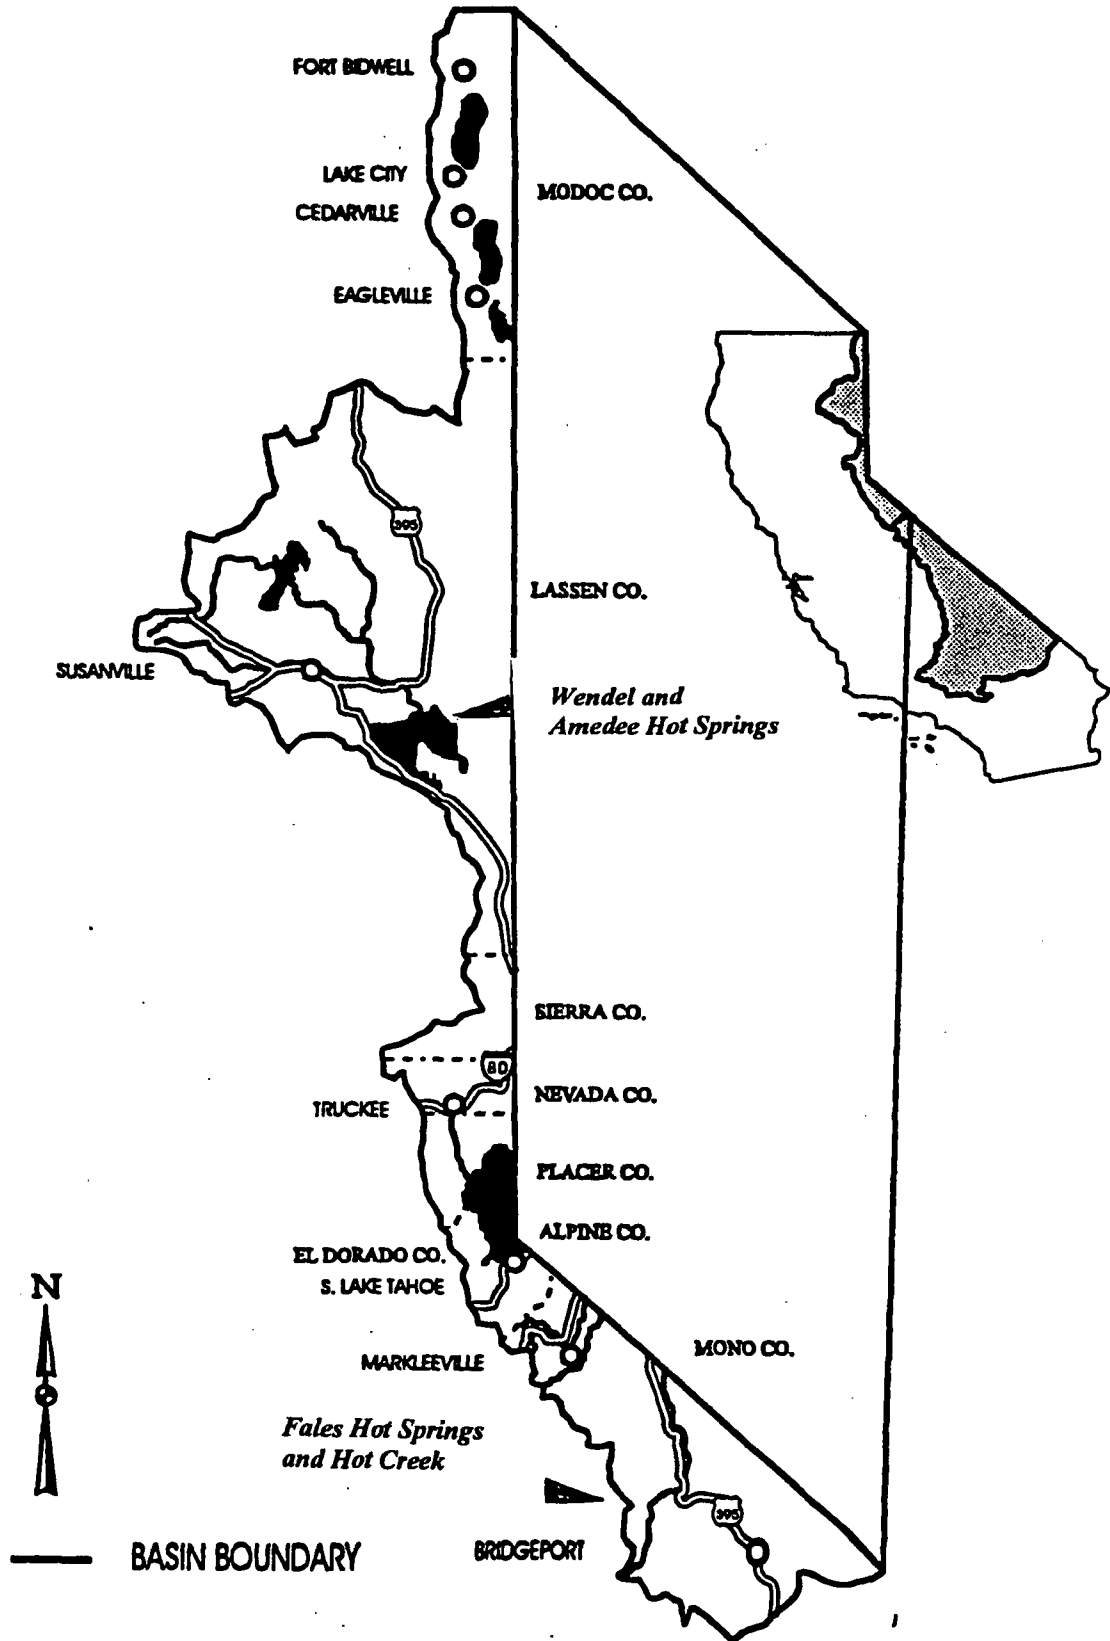 FORT BIDWELL
LAKE CITY
MODOC CO.
CEDARVILLE
EAGLEVILLE
395
LASSEN CO.
SUSANVILLE
Wendel and
Amedee Hot Springs
SIERRA CO.
80
NEVADA CO.
TRUCKEE
PLACER CO.
ALPINE CO.
EL DORADO CO.
S. LAKE TAHOE
N
MONO CO.
MARKLEEVILLE
Fales Hot Springs
and Hot Creek
395
BRIDGEPORT
BASIN BOUNDARY